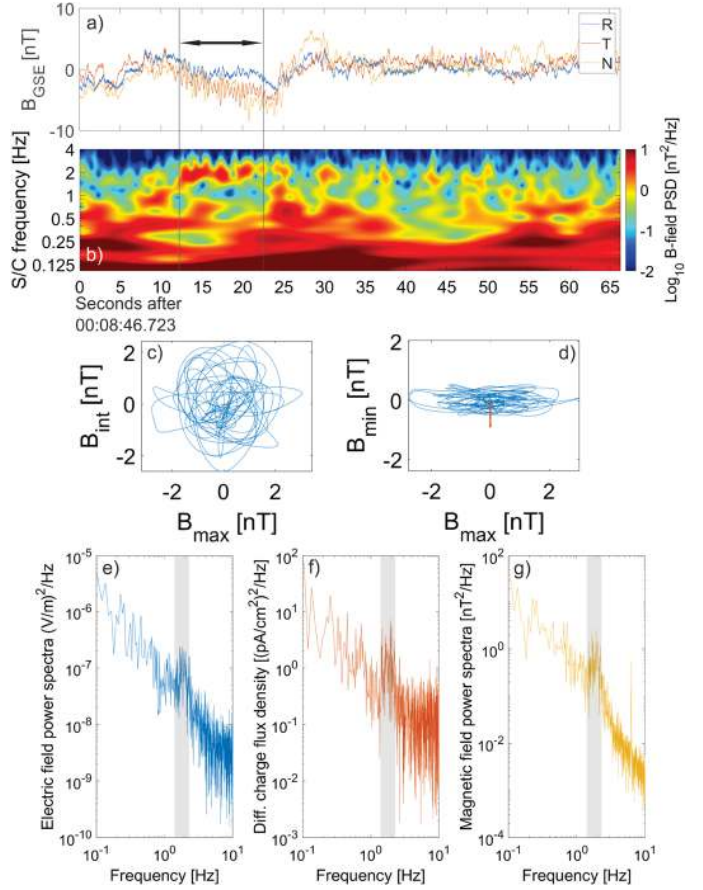 10
0
-10
B_GSE [nT]
a)
R
T
N
4
2
1
0.5
0.25
0.125
S/C frequency [Hz]
b)
1
0
-1
-2
Log10 B-field PSD [nT²/Hz]
0 5 10 15 20 25 30 35 40 45 50 55 60 65
Seconds after
00:08:46.723
c)
2
0
-2
B_int [nT]
-2 0 2
B_max [nT]
d)
2
0
-2
B_min [nT]
-2 0 2
B_max [nT]
e)
10^-5
10^-6
10^-7
10^-8
10^-9
10^-10
Electric field power spectra (V/m)²/Hz
10^-1 10^0 10^1
Frequency [Hz]
f)
10^2
10^1
10^0
10^-1
10^-2
10^-3
Diff. charge flux density [(pA/cm²)²/Hz]
10^-1 10^0 10^1
Frequency [Hz]
g)
10^2
10^0
10^-2
10^-4
Magnetic field power spectra [nT²/Hz]
10^-1 10^0 10^1
Frequency [Hz]